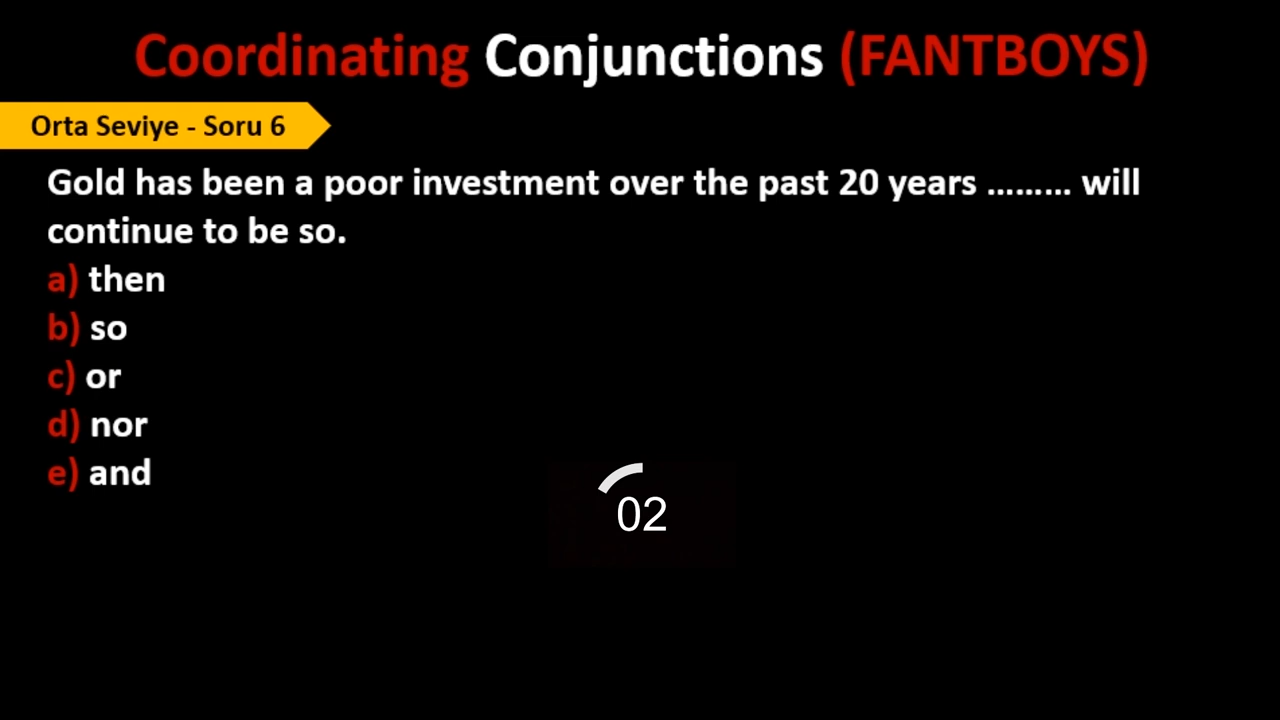 Coordinating Conjunctions (FANTBOYS)
Orta Seviye - Soru 6
Gold has been a poor investment over the past 20 years ......... will
continue to be so.
a) then
b) so
c) or
d) nor
e) and
02